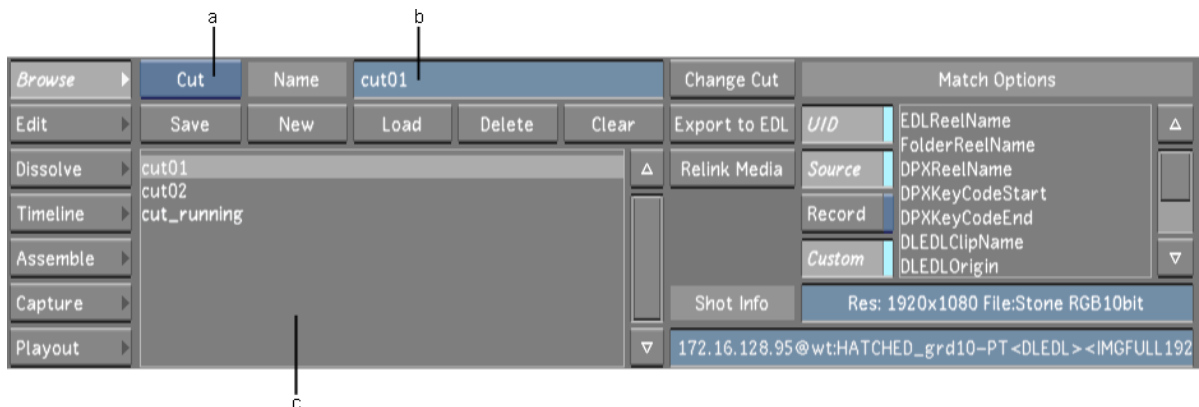 a b
Browse Cut Name cut01 Change Cut Match Options
Edit Save New Load Delete Clear Export to EDL UID
Dissolve Relink Media Source
Timeline Record
Assemble Custom
Capture
Playout
cut01
cut02
cut_running
EDLReelName
FolderReelName
DPXReelName
DPXKeyCodeStart
DPXKeyCodeEnd
DLEDLClipName
DLEDLOrigin
Shot Info Res: 1920x1080 File:Stone RGB10bit
172.16.128.95@wt:HATCHED_grd10-PT<DLEDL><IMGFULL192
c